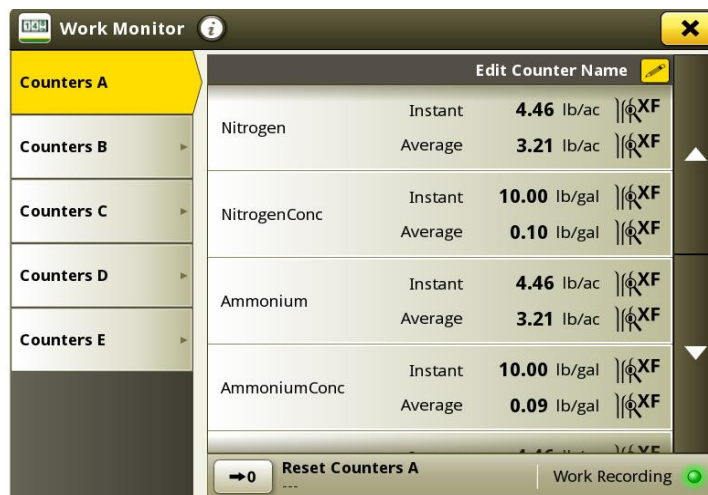 Work Monitor
Counters A
Counters B
Counters C
Counters D
Counters E
Edit Counter Name
Nitrogen
Instant 4.46 lb/ac XF
Average 3.21 lb/ac XF
NitrogenConc
Instant 10.00 lb/gal XF
Average 0.10 lb/gal XF
Ammonium
Instant 4.46 lb/ac XF
Average 3.21 lb/ac XF
AmmoniumConc
Instant 10.00 lb/gal XF
Average 0.09 lb/gal XF
→0 Reset Counters A
---
Work Recording